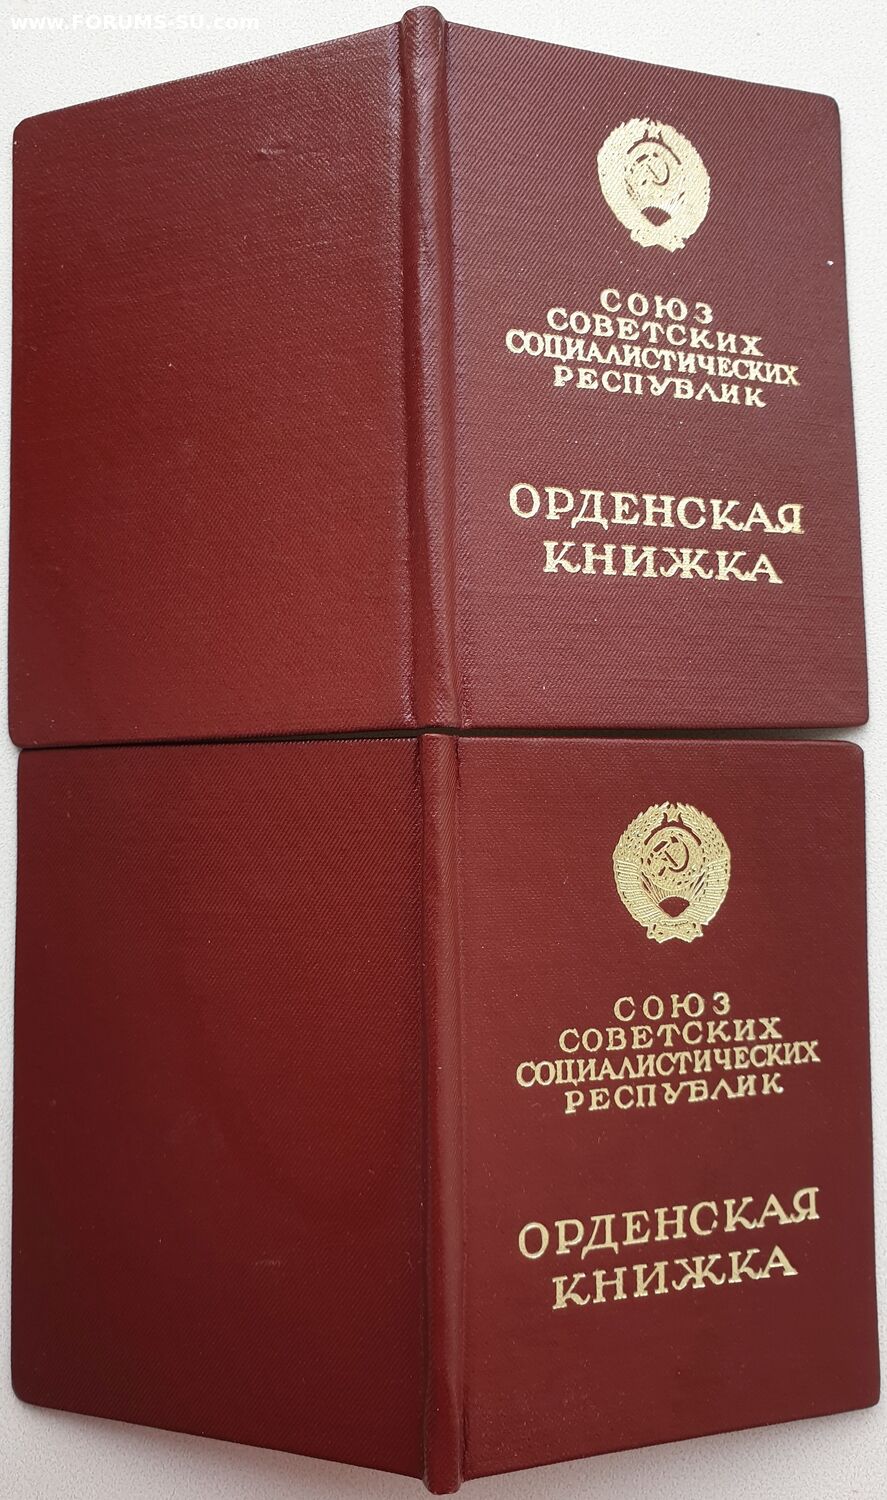 www.FORUMS-SU.com
СОЮЗ
СОВЕТСКИХ
СОЦИАЛИСТИЧЕСКИХ
РЕСПУБЛИК
ОРДЕНСКАЯ
КНИЖКА
СОЮЗ
СОВЕТСКИХ
СОЦИАЛИСТИЧЕСКИХ
РЕСПУБЛИК
ОРДЕНСКАЯ
КНИЖКА